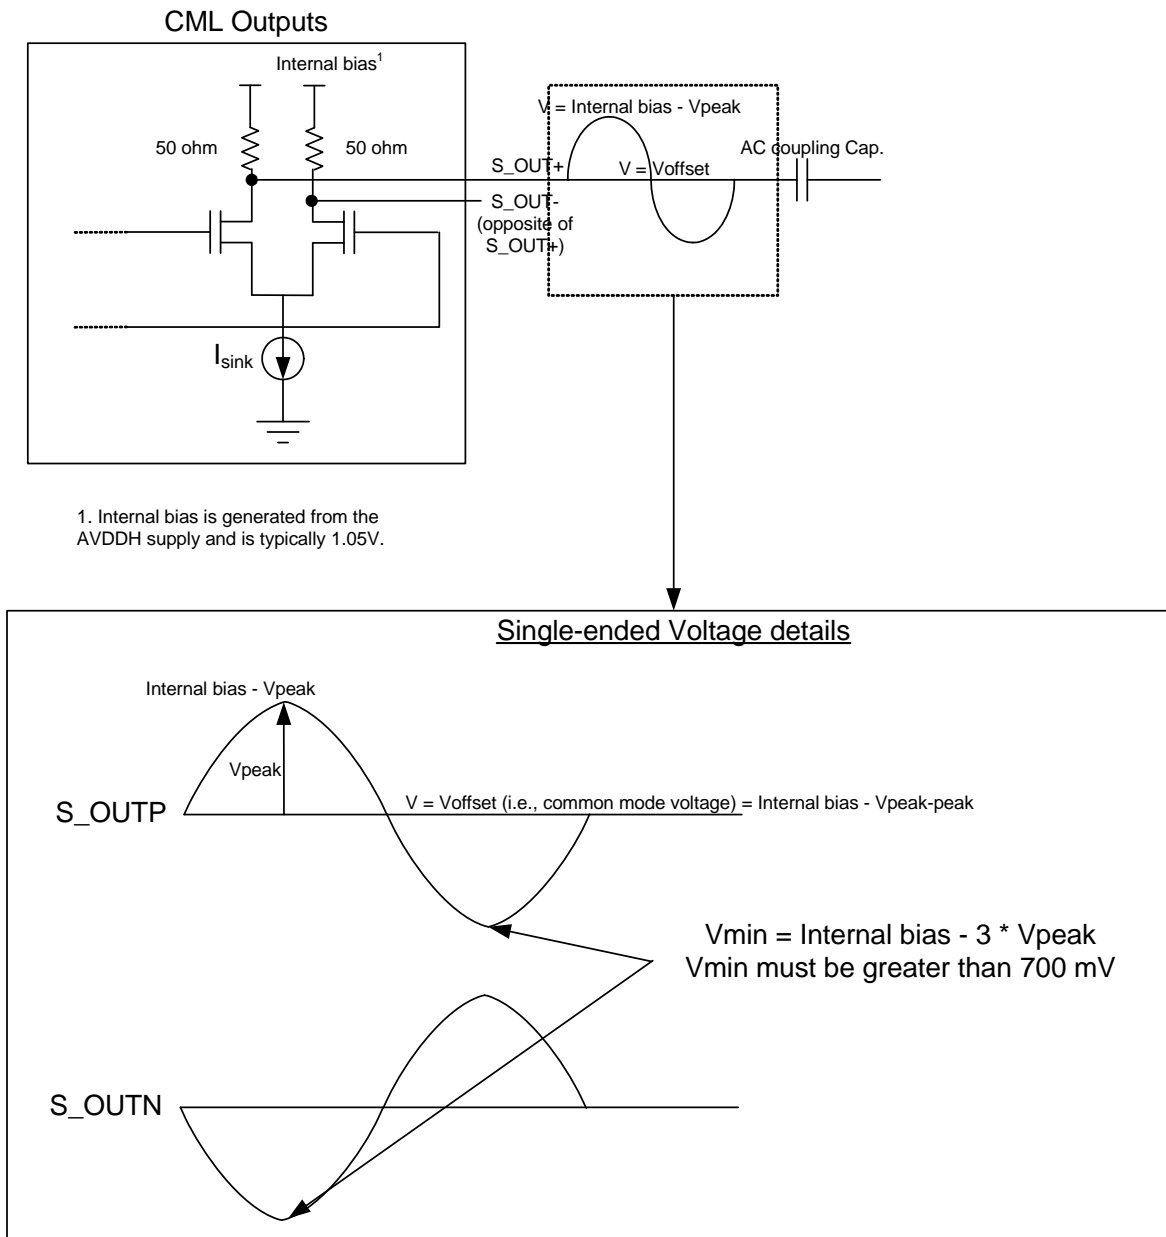 CML Outputs
Internal bias1
50 ohm
50 ohm
V = Internal bias - Vpeak
AC coupling Cap.
S_OUT+
V = Voffset
S_OUT-
(opposite of
S_OUT+)
Isink
1. Internal bias is generated from the
AVDDH supply and is typically 1.05V.
Single-ended Voltage details
Internal bias - Vpeak
Vpeak
V = Voffset (i.e., common mode voltage) = Internal bias - Vpeak-peak
S_OUTP
Vmin = Internal bias - 3 * Vpeak
Vmin must be greater than 700 mV
S_OUTN